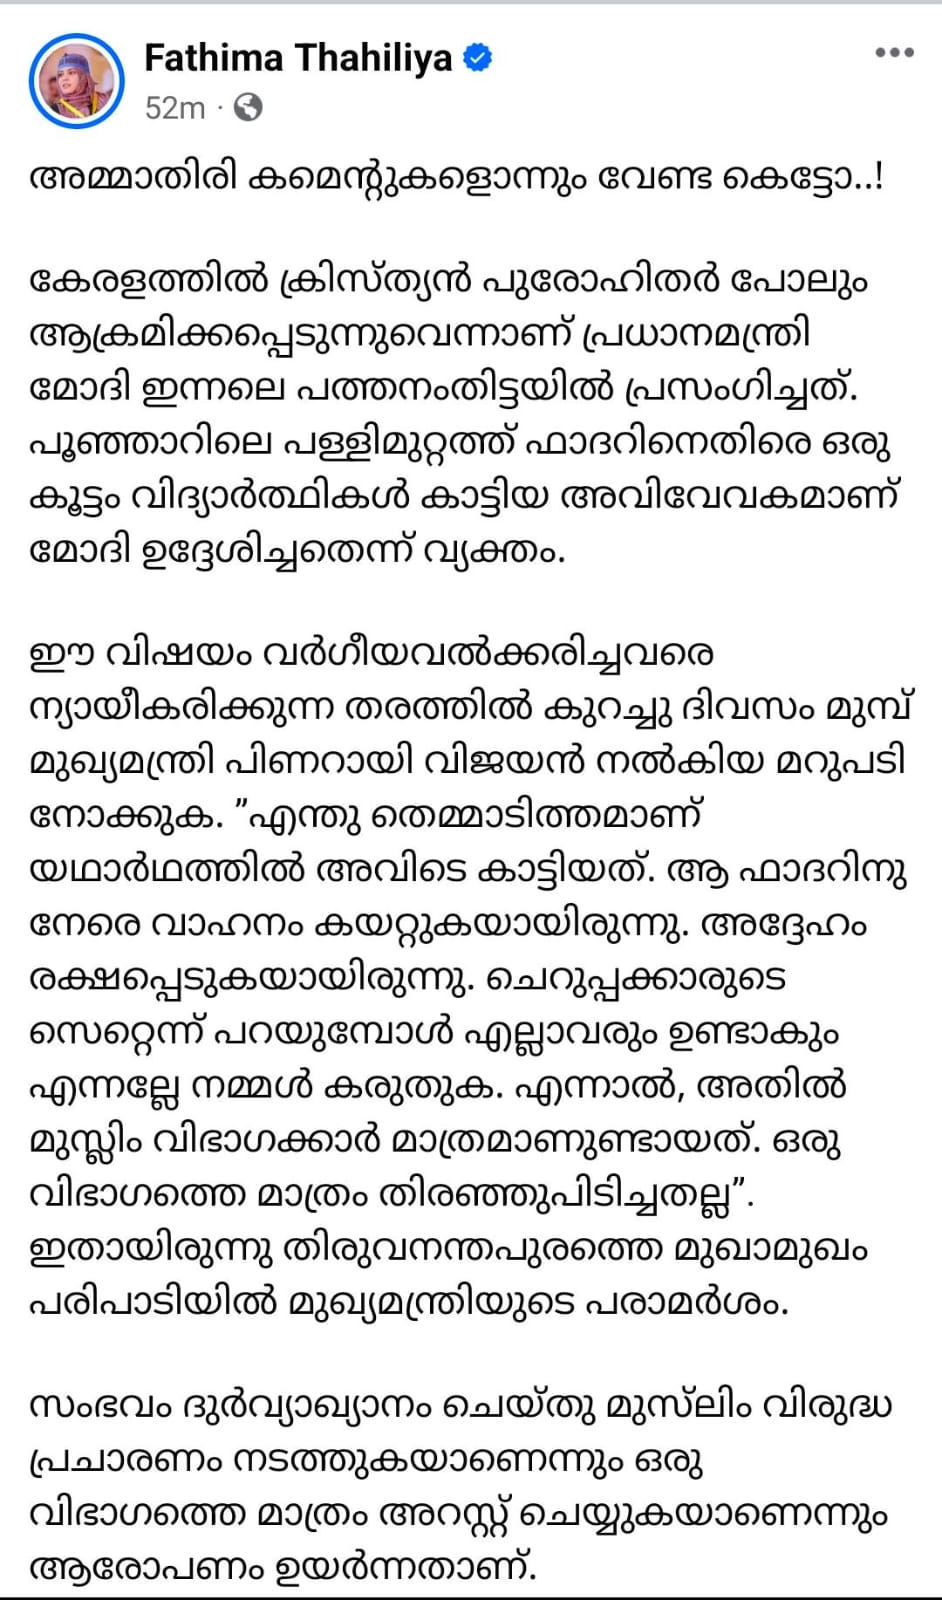 Fathima Thahiliya
52m ·
അമ്മാതിരി കമെന്റുകളൊന്നും വേണ്ട കെട്ടോ..!
കേരളത്തിൽ ക്രിസ്ത്യൻ പുരോഹിതർ പോലും
ആക്രമിക്കപ്പെടുന്നുവെന്നാണ് പ്രധാനമന്ത്രി
മോദി ഇന്നലെ പത്തനംതിട്ടയിൽ പ്രസംഗിച്ചത്.
പൂഞ്ഞാറിലെ പള്ളിമുറ്റത്ത് ഫാദറിനെതിരെ ഒരു
കൂട്ടം വിദ്യാർത്ഥികൾ കാട്ടിയ അവിവേവകമാണ്
മോദി ഉദ്ദേശിച്ചതെന്ന് വ്യക്തം.
ഈ വിഷയം വർഗീയവൽക്കരിച്ചവരെ
ന്യായീകരിക്കുന്ന തരത്തിൽ കുറച്ചു ദിവസം മുമ്പ്
മുഖ്യമന്ത്രി പിണറായി വിജയൻ നൽകിയ മറുപടി
നോക്കുക. ”എന്തു തെമ്മാടിത്തമാണ്
യഥാർഥത്തിൽ അവിടെ കാട്ടിയത്. ആ ഫാദറിനു
നേരെ വാഹനം കയറ്റുകയായിരുന്നു. അദ്ദേഹം
രക്ഷപ്പെടുകയായിരുന്നു. ചെറുപ്പക്കാരുടെ
സെറ്റെന്ന് പറയുമ്പോൾ എല്ലാവരും ഉണ്ടാകും
എന്നല്ലേ നമ്മൾ കരുതുക. എന്നാൽ, അതിൽ
മുസ്ലിം വിഭാഗക്കാർ മാത്രമാണുണ്ടായത്. ഒരു
വിഭാഗത്തെ മാത്രം തിരഞ്ഞുപിടിച്ചതല്ല”.
ഇതായിരുന്നു തിരുവനന്തപുരത്തെ മുഖാമുഖം
പരിപാടിയിൽ മുഖ്യമന്ത്രിയുടെ പരാമർശം.
സംഭവം ദുർവ്യാഖ്യാനം ചെയ്തു മുസ്‌ലിം വിരുദ്ധ
പ്രചാരണം നടത്തുകയാണെന്നും ഒരു
വിഭാഗത്തെ മാത്രം അറസ്റ്റ് ചെയ്യുകയാണെന്നും
ആരോപണം ഉയർന്നതാണ്.